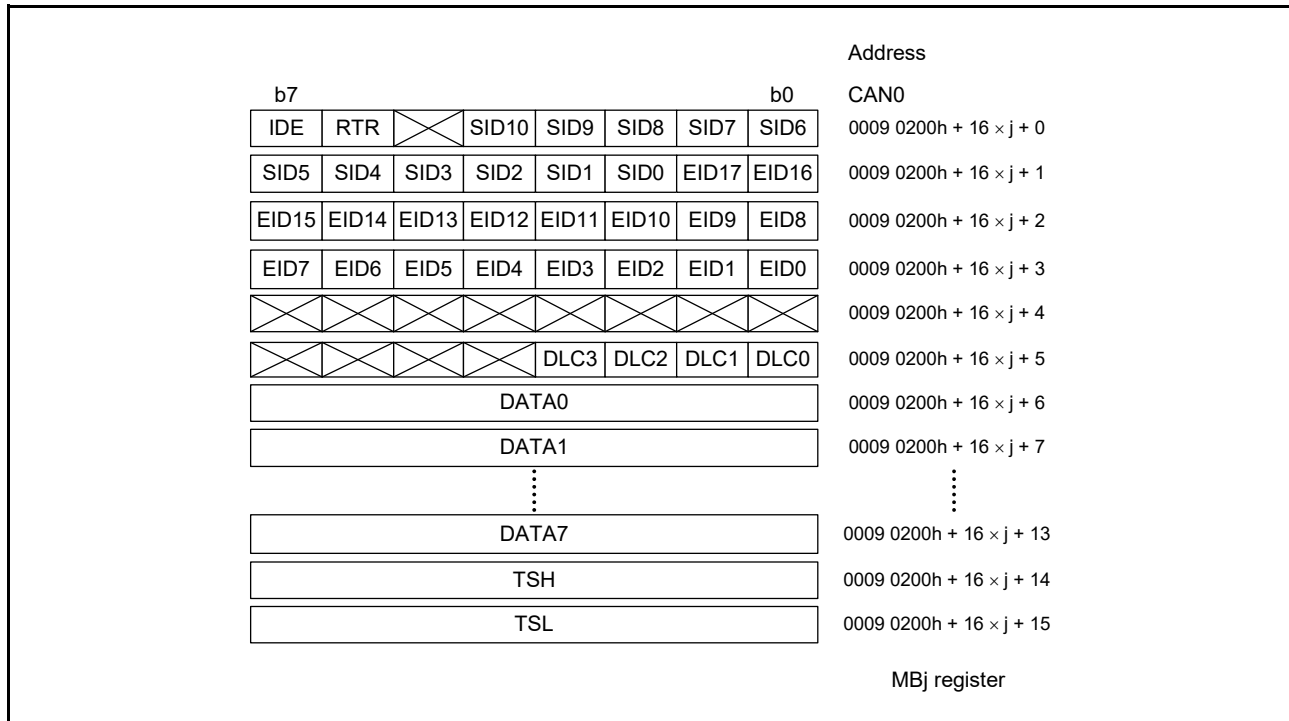 Address
b7 b0 CAN0
IDE RTR SID10 SID9 SID8 SID7 SID6 0009 0200h + 16 × j + 0
SID5 SID4 SID3 SID2 SID1 SID0 EID17 EID16 0009 0200h + 16 × j + 1
EID15 EID14 EID13 EID12 EID11 EID10 EID9 EID8 0009 0200h + 16 × j + 2
EID7 EID6 EID5 EID4 EID3 EID2 EID1 EID0 0009 0200h + 16 × j + 3
0009 0200h + 16 × j + 4
DLC3 DLC2 DLC1 DLC0 0009 0200h + 16 × j + 5
DATA0 0009 0200h + 16 × j + 6
DATA1 0009 0200h + 16 × j + 7
DATA7 0009 0200h + 16 × j + 13
TSH 0009 0200h + 16 × j + 14
TSL 0009 0200h + 16 × j + 15
MBj register